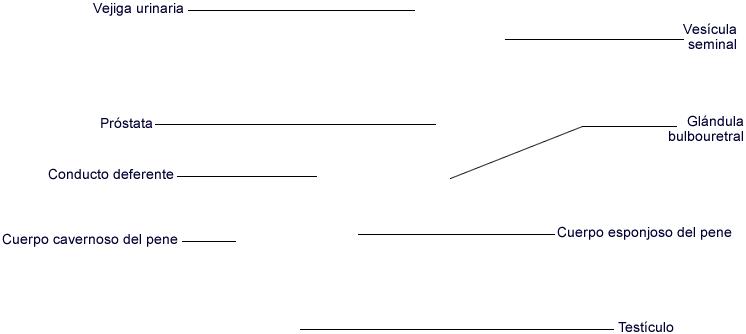 Vejiga urinaria
Vesícula
seminal
Próstata
Glándula
bulbouretral
Conducto deferente
Cuerpo cavernoso del pene
Cuerpo esponjoso del pene
Testículo